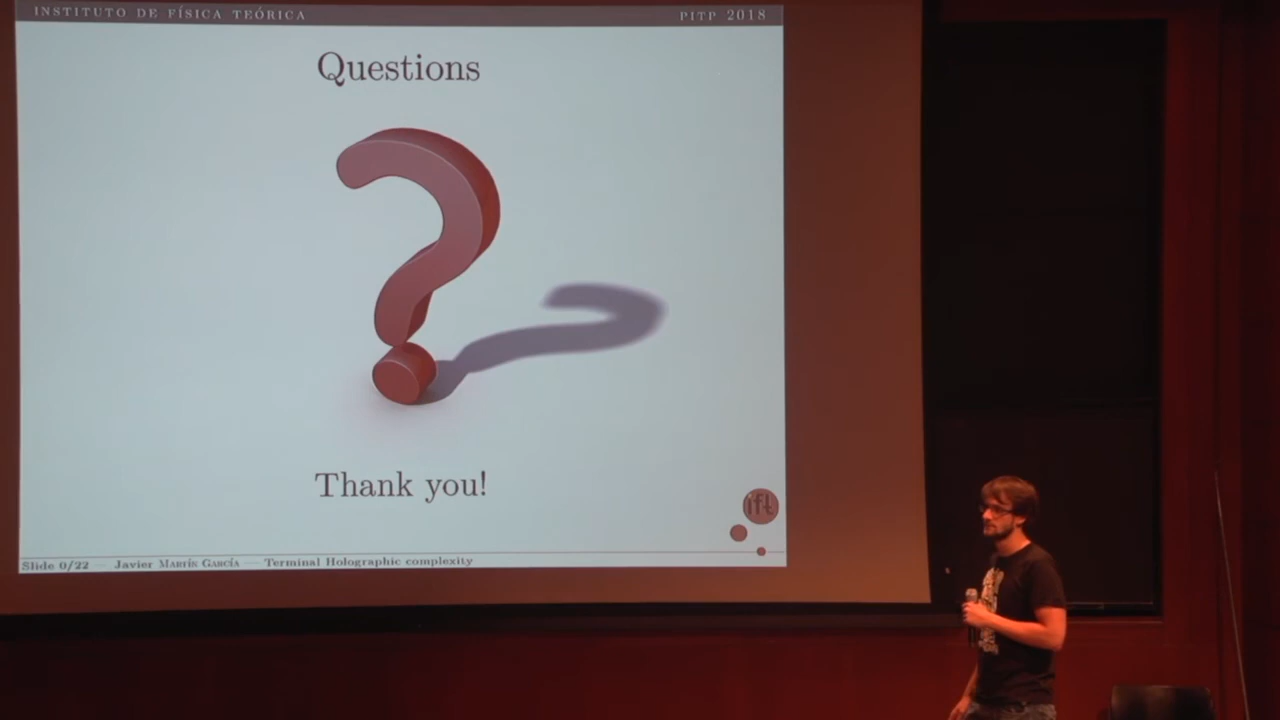 INSTITUTO DE FÍSICA TEÓRICA PITP 2018
Questions
?
Thank you!
ift
Slide 0/22 — Javier Martín García — Terminal Holographic complexity